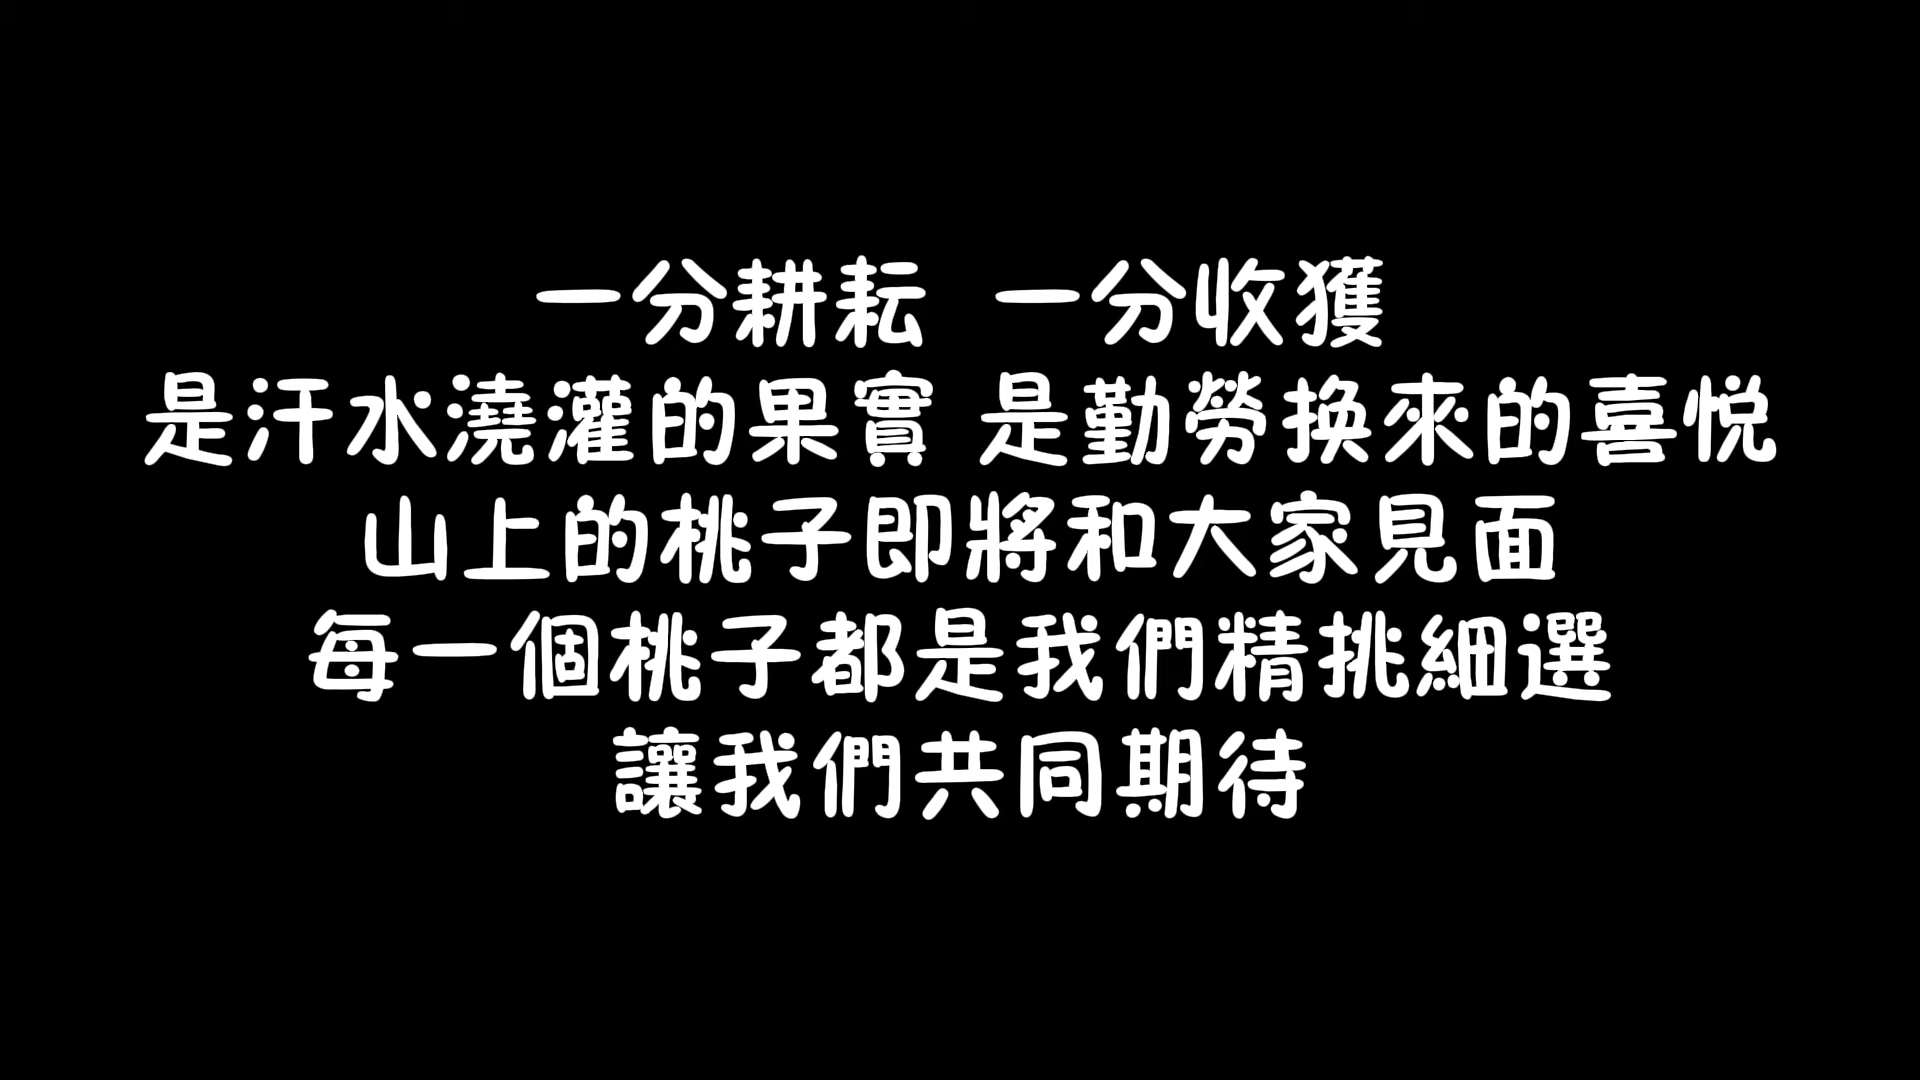 一分耕耘 一分收獲
是汗水澆灌的果實 是勤勞換來的喜悅
山上的桃子即將和大家見面
每一個桃子都是我們精挑細選
讓我們共同期待